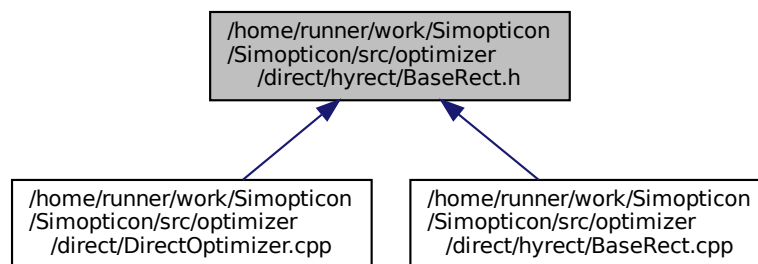 /home/runner/work/Simopticon
/Simopticon/src/optimizer
/direct/hyrect/BaseRect.h
/home/runner/work/Simopticon
/Simopticon/src/optimizer
/direct/DirectOptimizer.cpp
/home/runner/work/Simopticon
/Simopticon/src/optimizer
/direct/hyrect/BaseRect.cpp